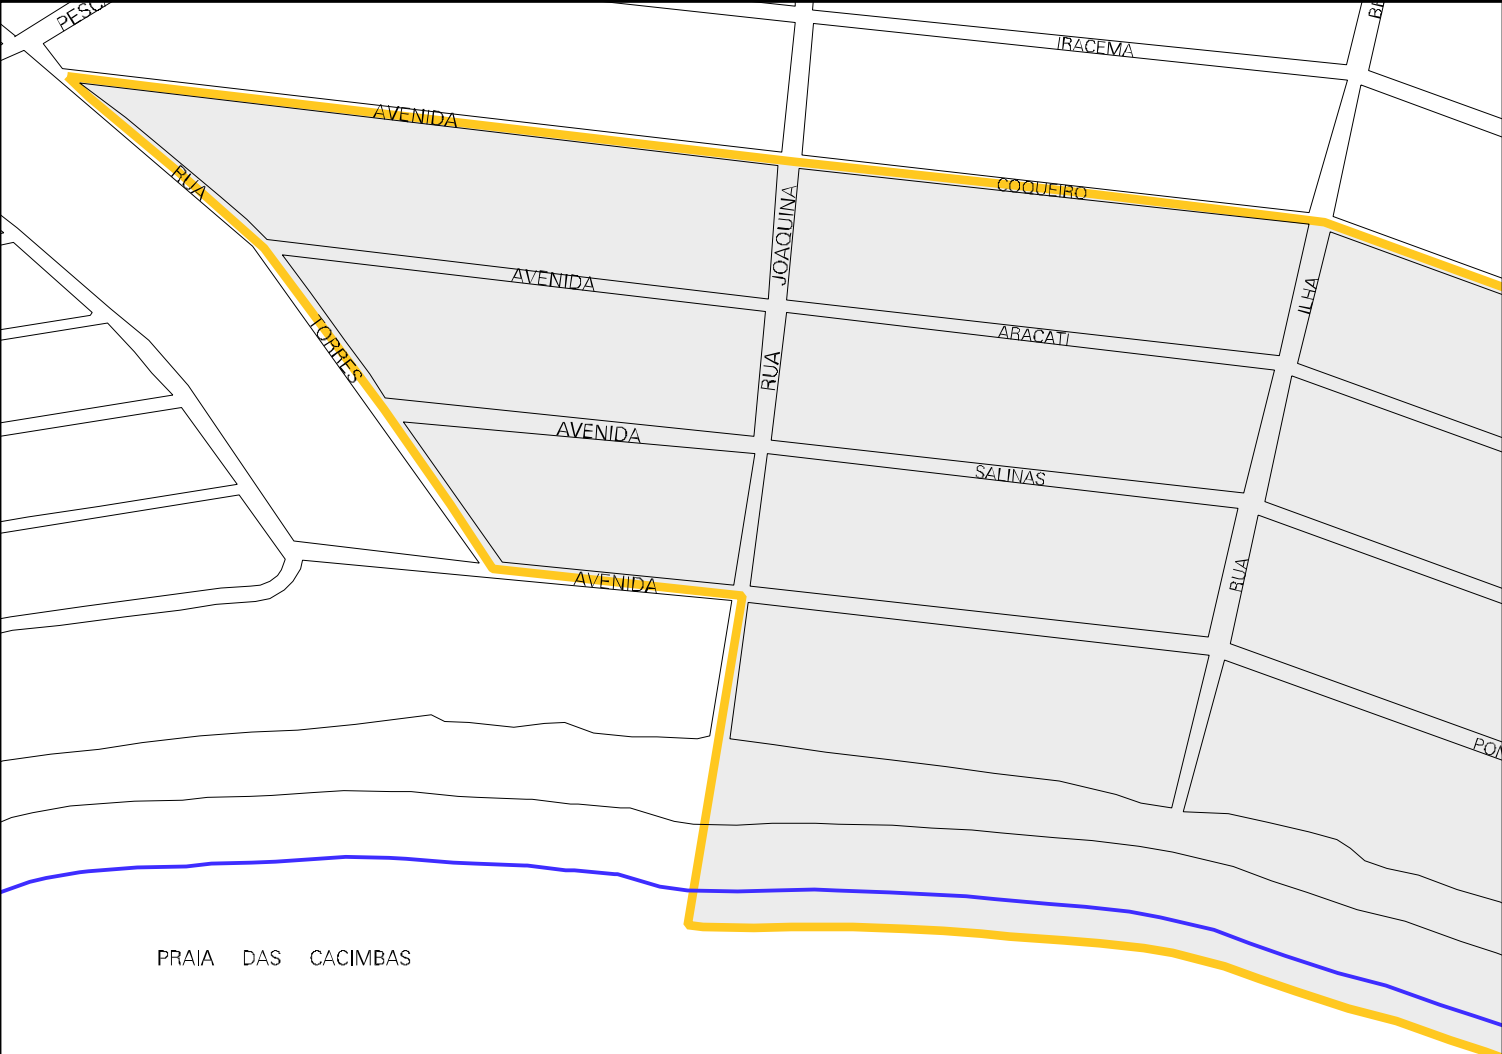 IRACEMA
AVENIDA
COQUEIRO
RUA
JOAQUINA
AVENIDA
ILHA
TORRES
ARACATI
RUA
AVENIDA
SALINAS
RUA
AVENIDA
PRAIA DAS CACIMBAS